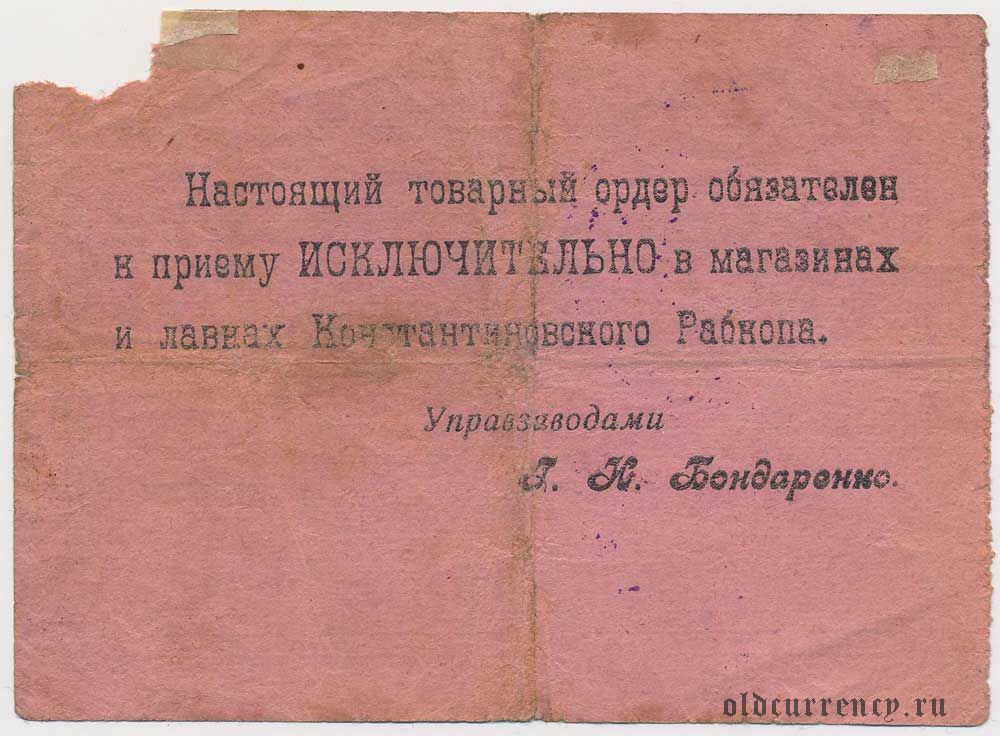 Настоящий товарный ордер обязателен
к приему ИСКЛЮЧИТЕЛЬНО в магазинах
и лавках Константиновского Рабкопа.
Управзаводами
Г. И. Бондаренко.
oldcurrency.ru